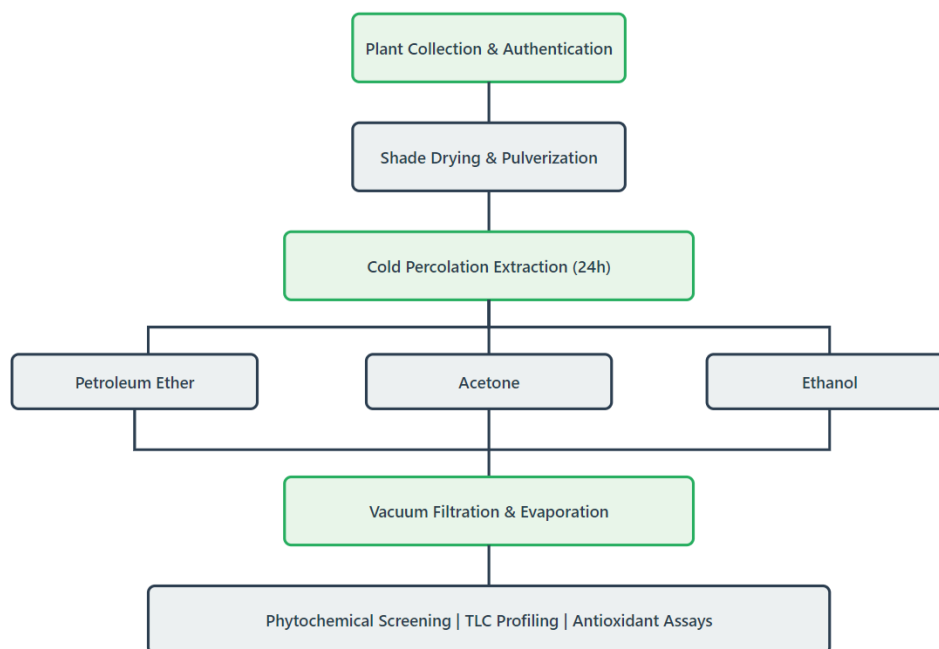 Plant Collection & Authentication
Shade Drying & Pulverization
Cold Percolation Extraction (24h)
Petroleum Ether
Acetone
Ethanol
Vacuum Filtration & Evaporation
Phytochemical Screening | TLC Profiling | Antioxidant Assays